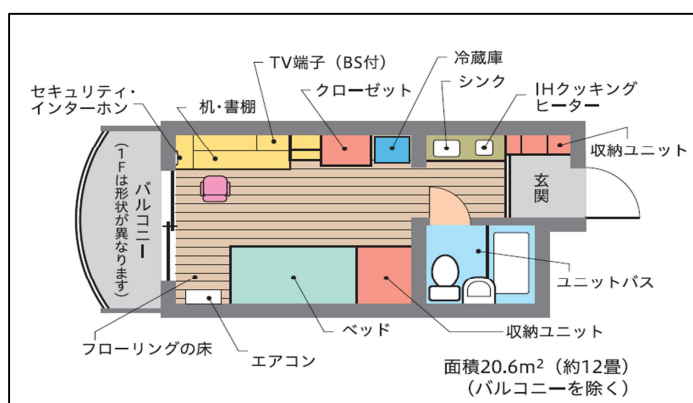 TV端子（BS付）
冷蔵庫
シンク
クローゼット
IHクッキング
ヒーター
セキュリティ・
インターホン
机・書棚
収納ユニット
玄関
バルコニー
（1Fは形状が異なります）
ユニットバス
フローリングの床
エアコン
ベッド
収納ユニット
面積20.6m²（約12畳）
（バルコニーを除く）